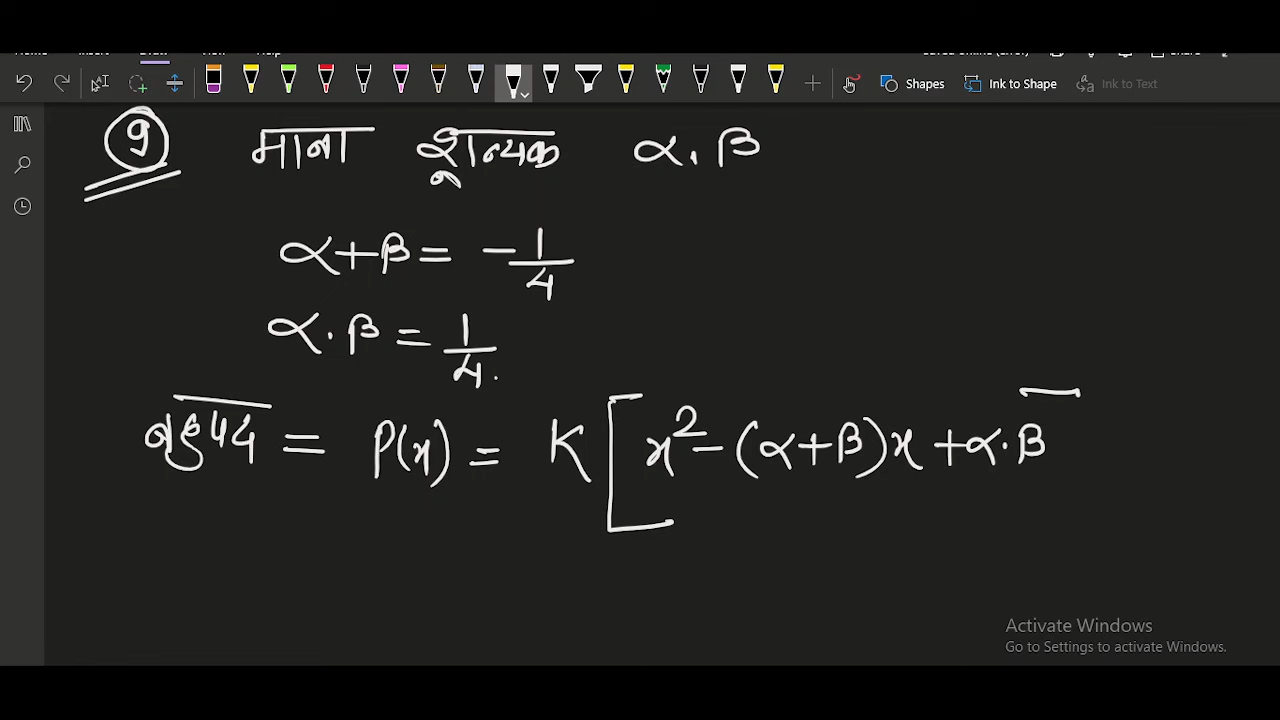 Shapes Ink to Shape Ink to Text
9 माना शून्यक α, β
α+β = -1/4
α.β = 1/4
बहुपद = P(x) = K [x² - (α+β)x + α.β
Activate Windows
Go to Settings to activate Windows.